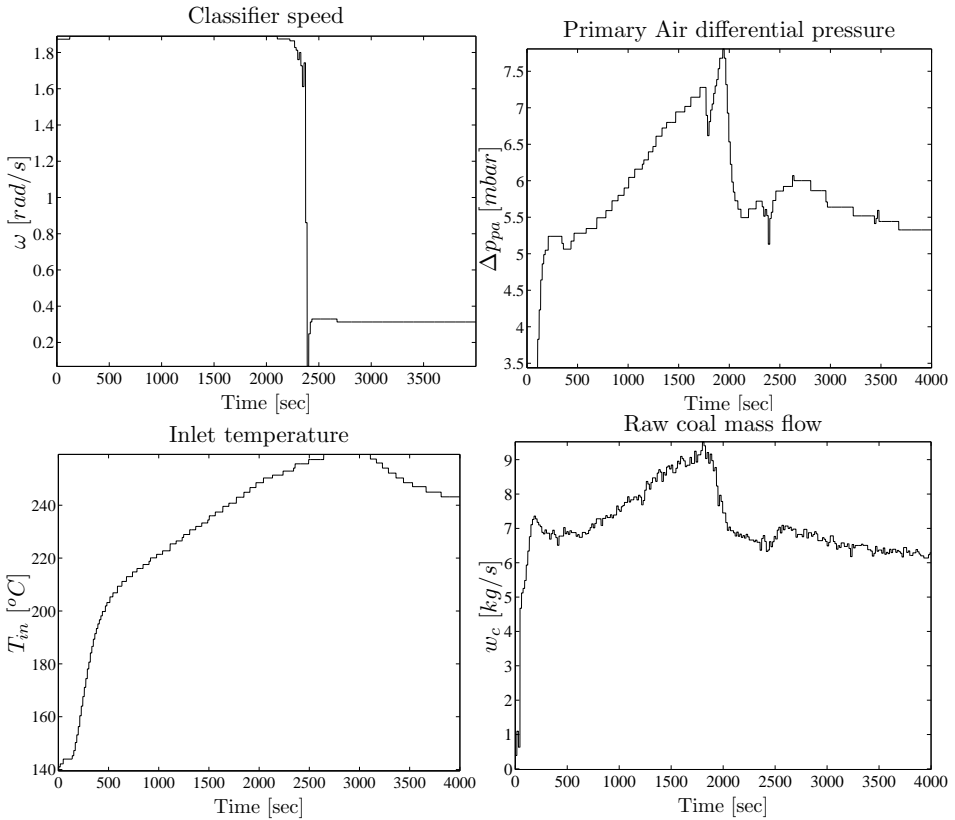 Classifier speed
1.8
1.6
1.4
1.2
1
0.8
0.6
0.4
0.2
ω [rad/s]
0 500 1000 1500 2000 2500 3000 3500
Time [sec]
Primary Air differential pressure
7.5
7
6.5
6
5.5
5
4.5
4
3.5
Δp_pa [mbar]
0 500 1000 1500 2000 2500 3000 3500 4000
Time [sec]
Inlet temperature
240
220
200
180
160
140
T_in [°C]
0 500 1000 1500 2000 2500 3000 3500 4000
Time [sec]
Raw coal mass flow
9
8
7
6
5
4
3
2
1
0
w_c [kg/s]
0 500 1000 1500 2000 2500 3000 3500 4000
Time [sec]